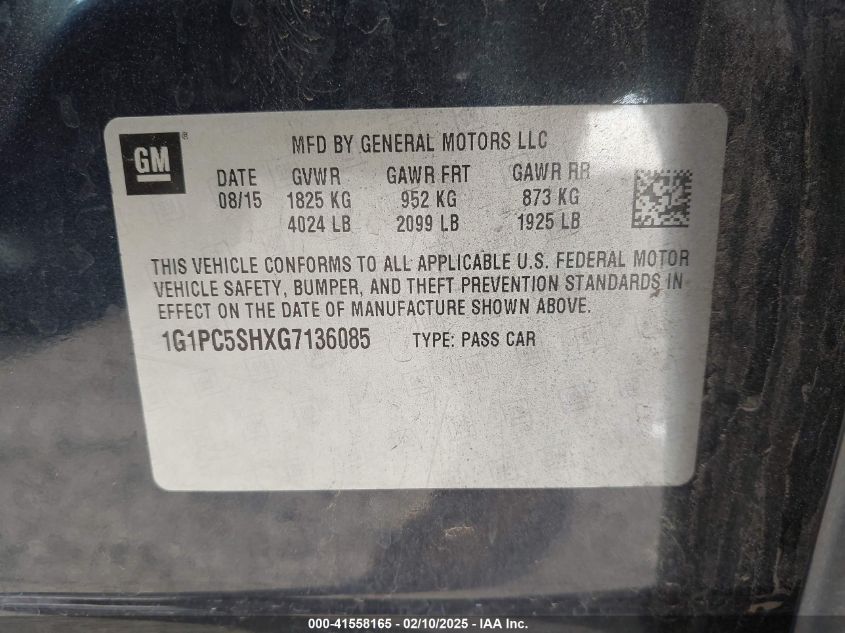 GM®
MFD BY GENERAL MOTORS LLC
DATE GVWR GAWR FRT GAWR RR
08/15 1825 KG 952 KG 873 KG
4024 LB 2099 LB 1925 LB
THIS VEHICLE CONFORMS TO ALL APPLICABLE U.S. FEDERAL MOTOR
VEHICLE SAFETY, BUMPER, AND THEFT PREVENTION STANDARDS IN
EFFECT ON THE DATE OF MANUFACTURE SHOWN ABOVE.
1G1PC5SHXG7136085 TYPE: PASS CAR
000-41558165 - 02/10/2025 - IAA Inc.